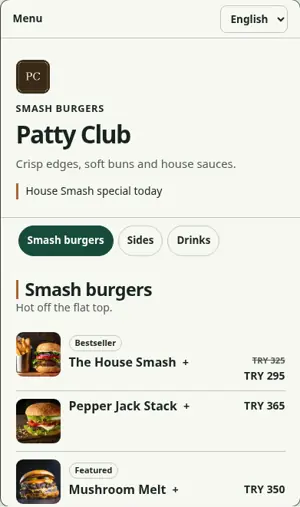 Menu
English
PC
SMASH BURGERS
Patty Club
Crisp edges, soft buns and house sauces.
House Smash special today
Smash burgers
Sides
Drinks
Smash burgers
Hot off the flat top.
Bestseller
The House Smash +
TRY 325
TRY 295
Pepper Jack Stack +
TRY 365
Featured
Mushroom Melt +
TRY 350